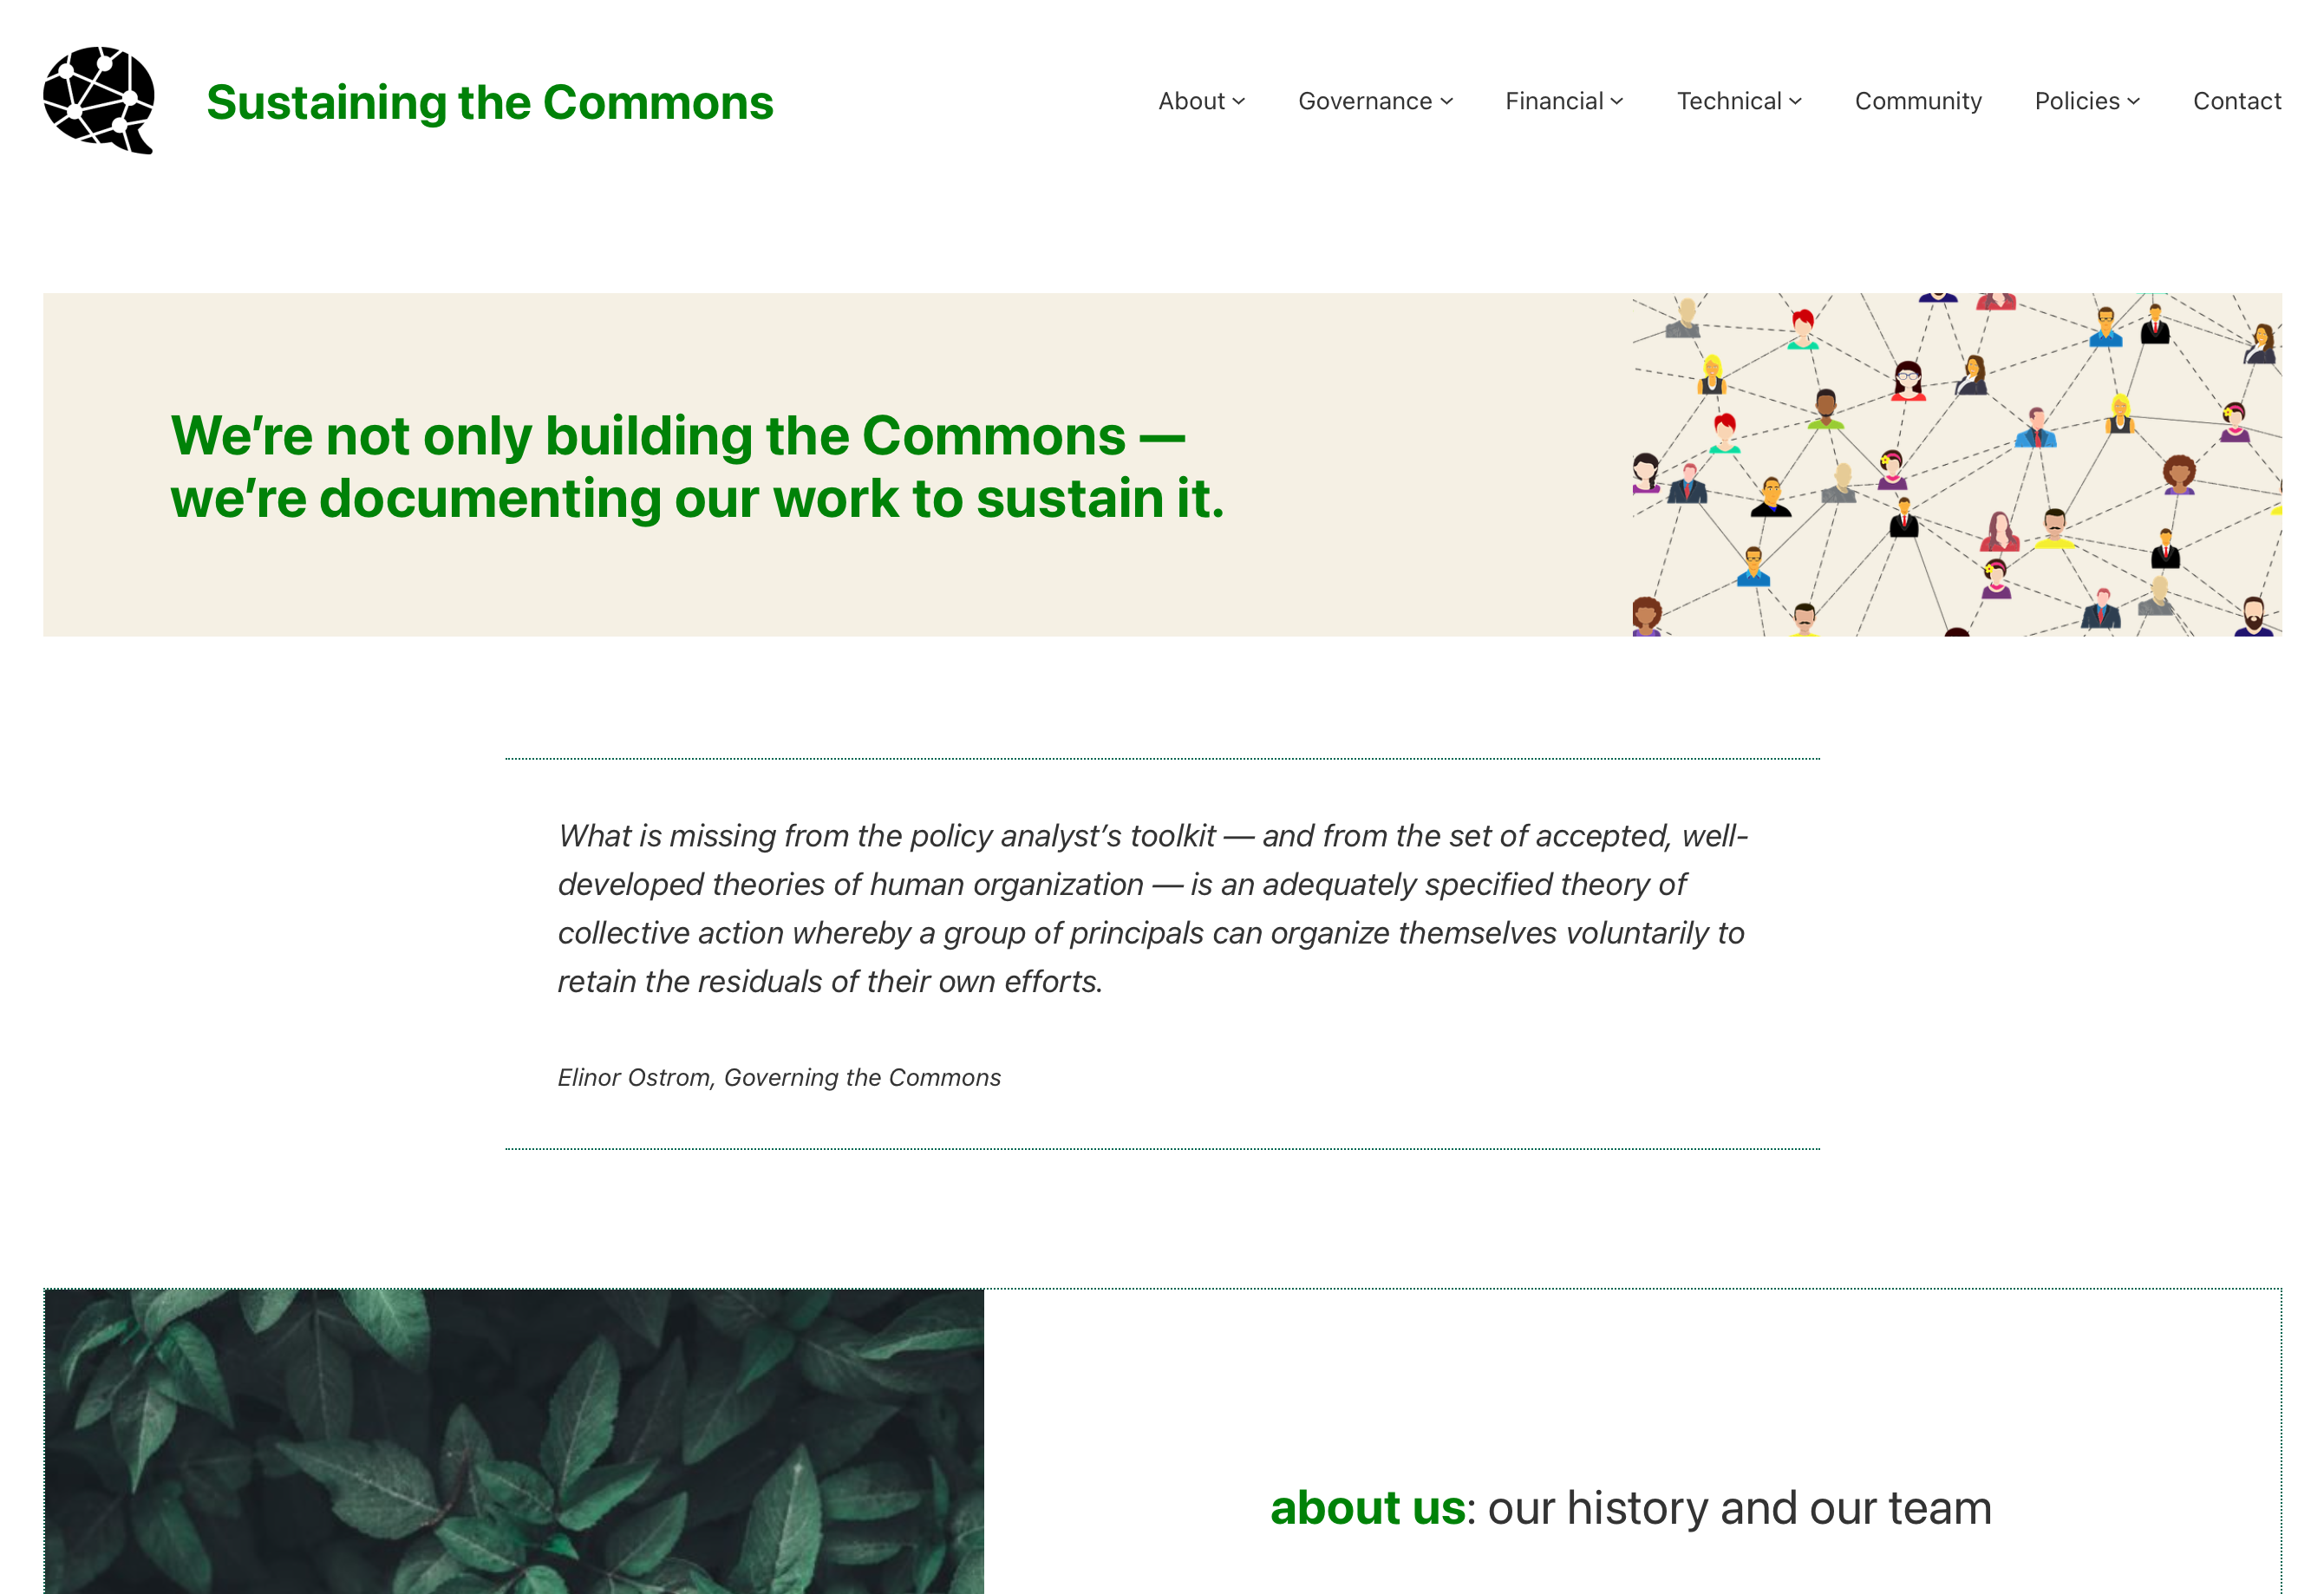 Sustaining the Commons
About
Governance
Financial
Technical
Community
Policies
Contact
We’re not only building the Commons —
we’re documenting our work to sustain it.
What is missing from the policy analyst’s toolkit — and from the set of accepted, well-
developed theories of human organization — is an adequately specified theory of
collective action whereby a group of principals can organize themselves voluntarily to
retain the residuals of their own efforts.
Elinor Ostrom, Governing the Commons
about us: our history and our team